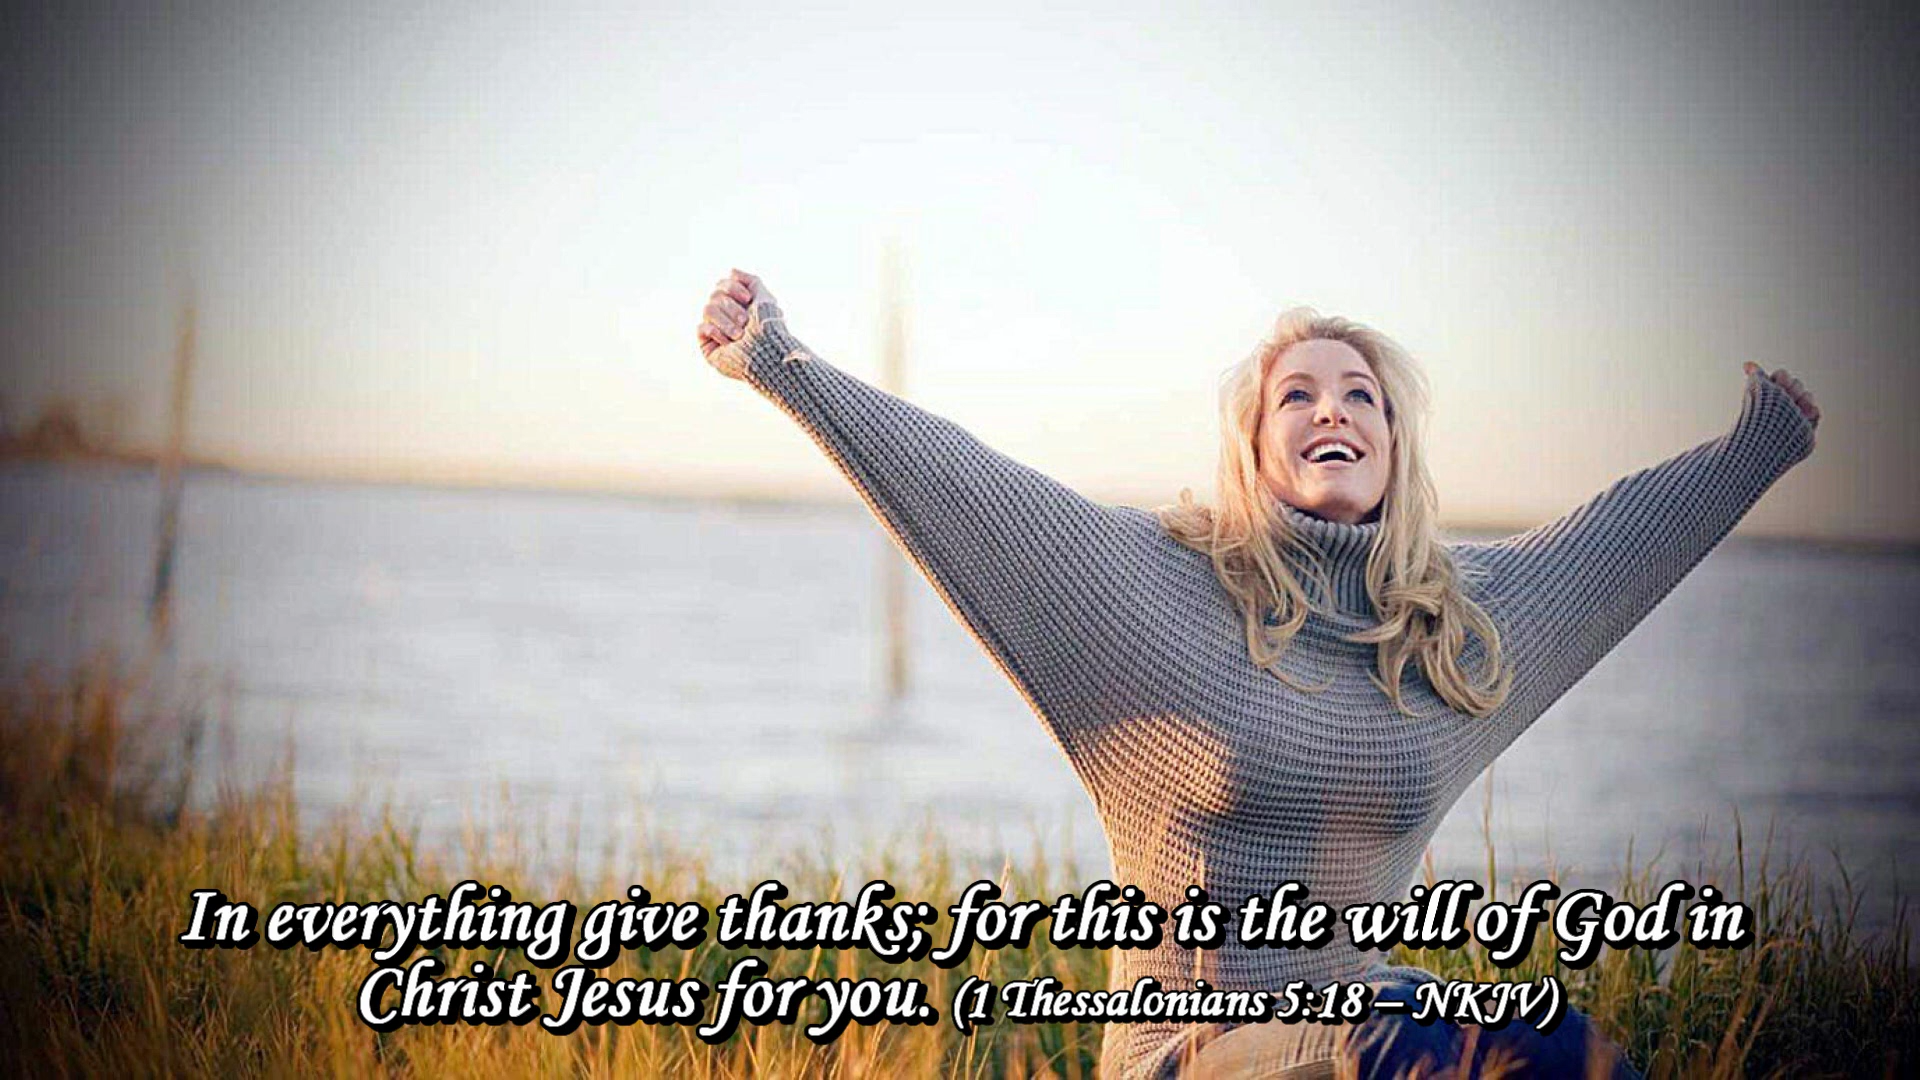 In everything give thanks; for this is the will of God in
Christ Jesus for you. (1 Thessalonians 5:18 – NKJV)